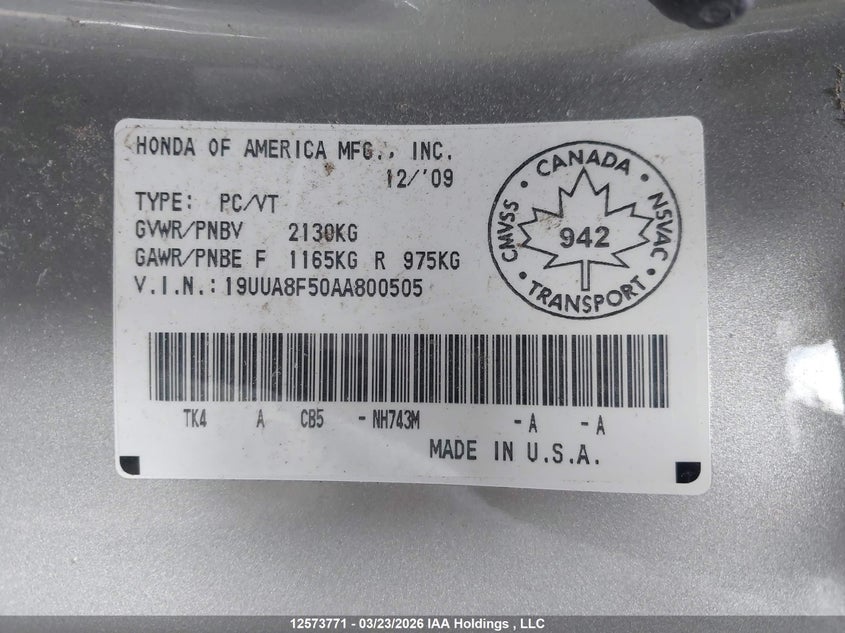 HONDA OF AMERICA MFG., INC.
12/'09
TYPE: PC/VT
GVWR/PNBV 2130KG
GAWR/PNBE F 1165KG R 975KG
V.I.N.: 19UUA8F50AA800505
CANADA
CMVSS
NSVAC
942
TRANSPORT
TK4 A CB5 - NH743M - A - A
MADE IN U.S.A.
12573771 - 03/23/2026 IAA Holdings , LLC